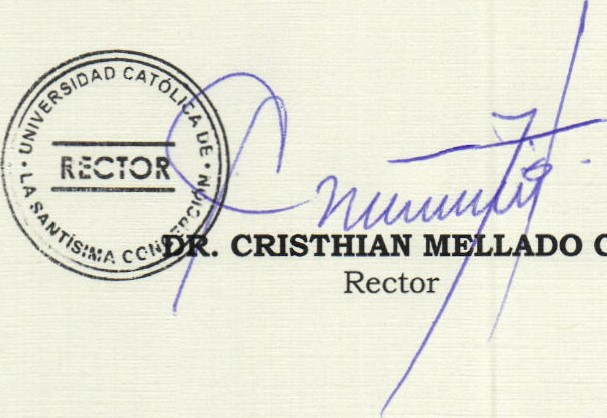 UNIVERSIDAD CATÓLICA DE
LA SANTÍSIMA CONCEPCIÓN
RECTOR
DR. CRISTHIAN MELLADO C
Rector